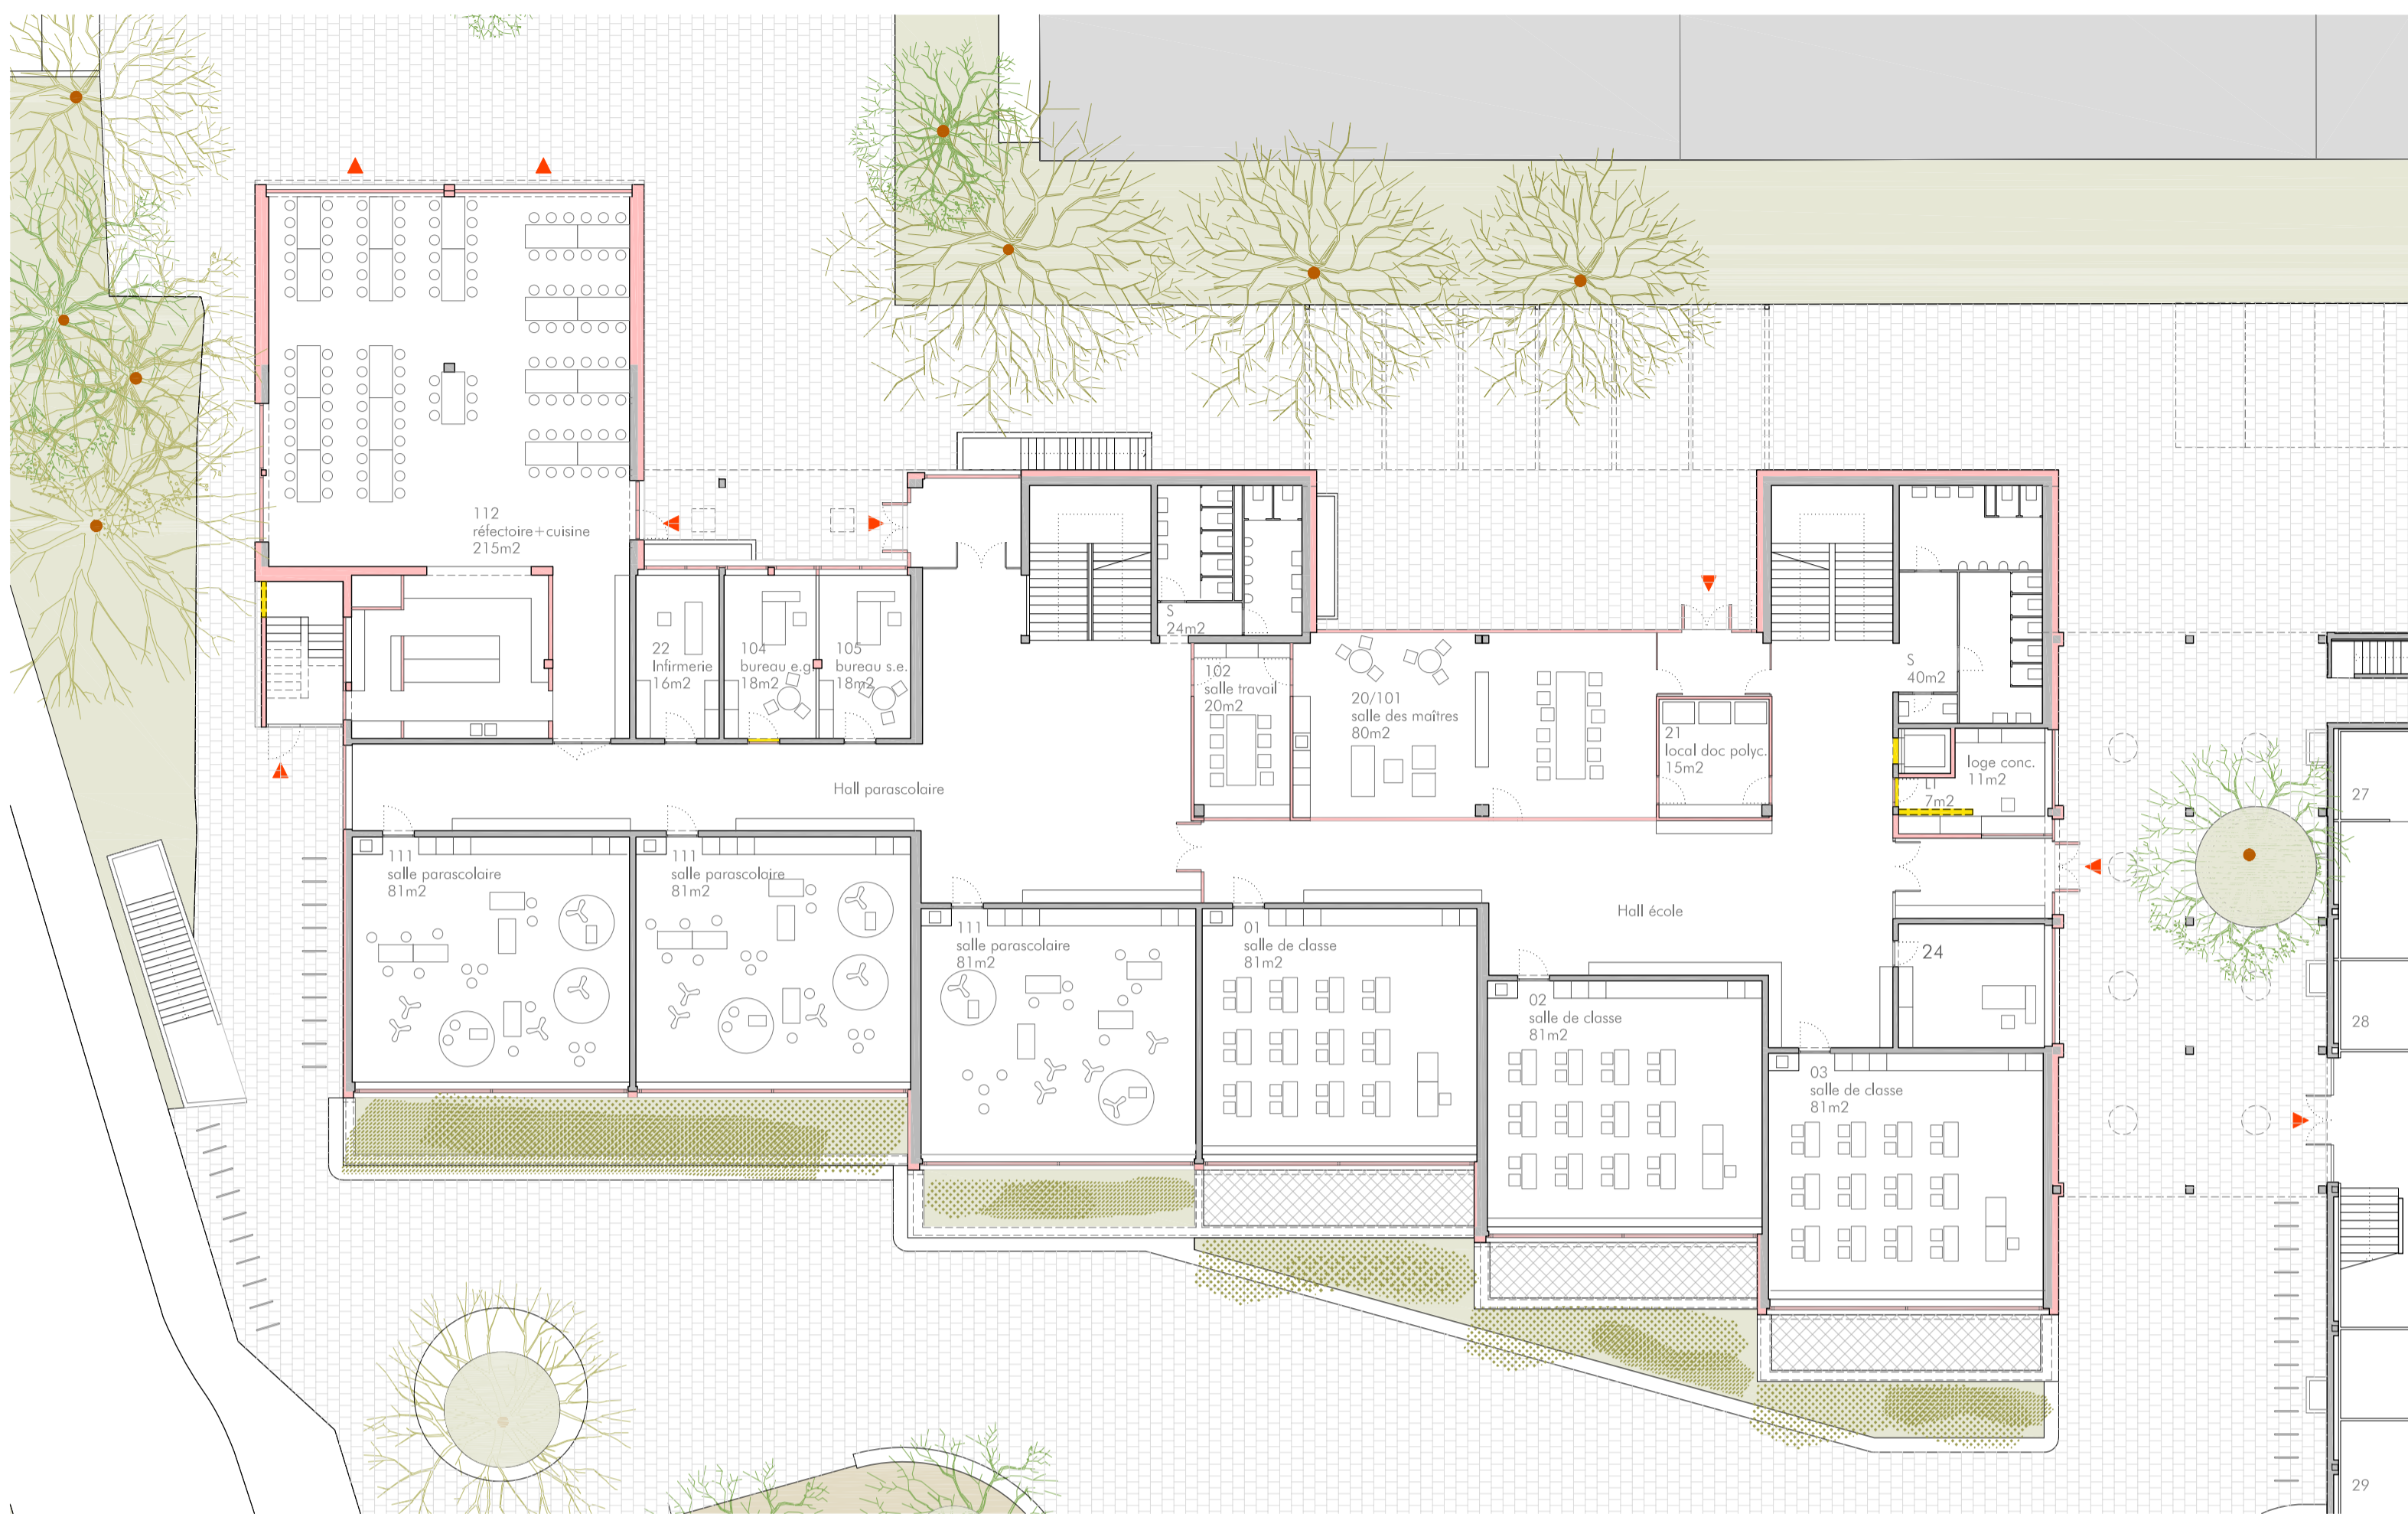 112
réfectoire+cuisine
215m2
22
Infirmerie
16m2
104
bureau e.g
18m2
105
bureau s.e.
18m2
S
24m2
102
salle travail
20m2
20/101
salle des maîtres
80m2
21
local doc polyc.
15m2
S
40m2
loge conc.
11m2
LT
7m2
Hall parascolaire
27
111
salle parascolaire
81m2
111
salle parascolaire
81m2
111
salle parascolaire
81m2
01
salle de classe
81m2
Hall école
24
02
salle de classe
81m2
28
03
salle de classe
81m2
29